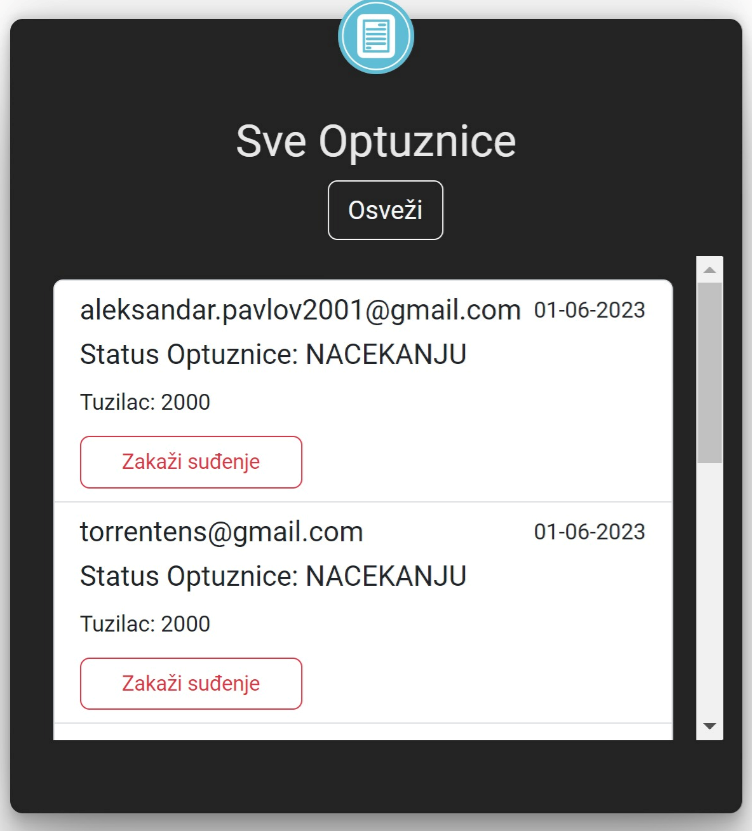 Sve Optuznice
Osveži
aleksandar.pavlov2001@gmail.com 01-06-2023
Status Optuznice: NACEKANJU
Tuzilac: 2000
Zakaži suđenje
torrentens@gmail.com 01-06-2023
Status Optuznice: NACEKANJU
Tuzilac: 2000
Zakaži suđenje